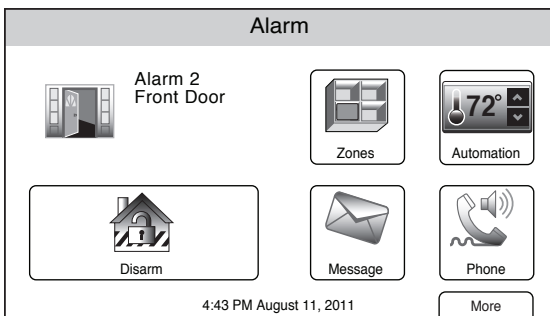 Alarm
Alarm 2
Front Door
72°
Zones
Automation
Disarm
Message
Phone
4:43 PM August 11, 2011
More